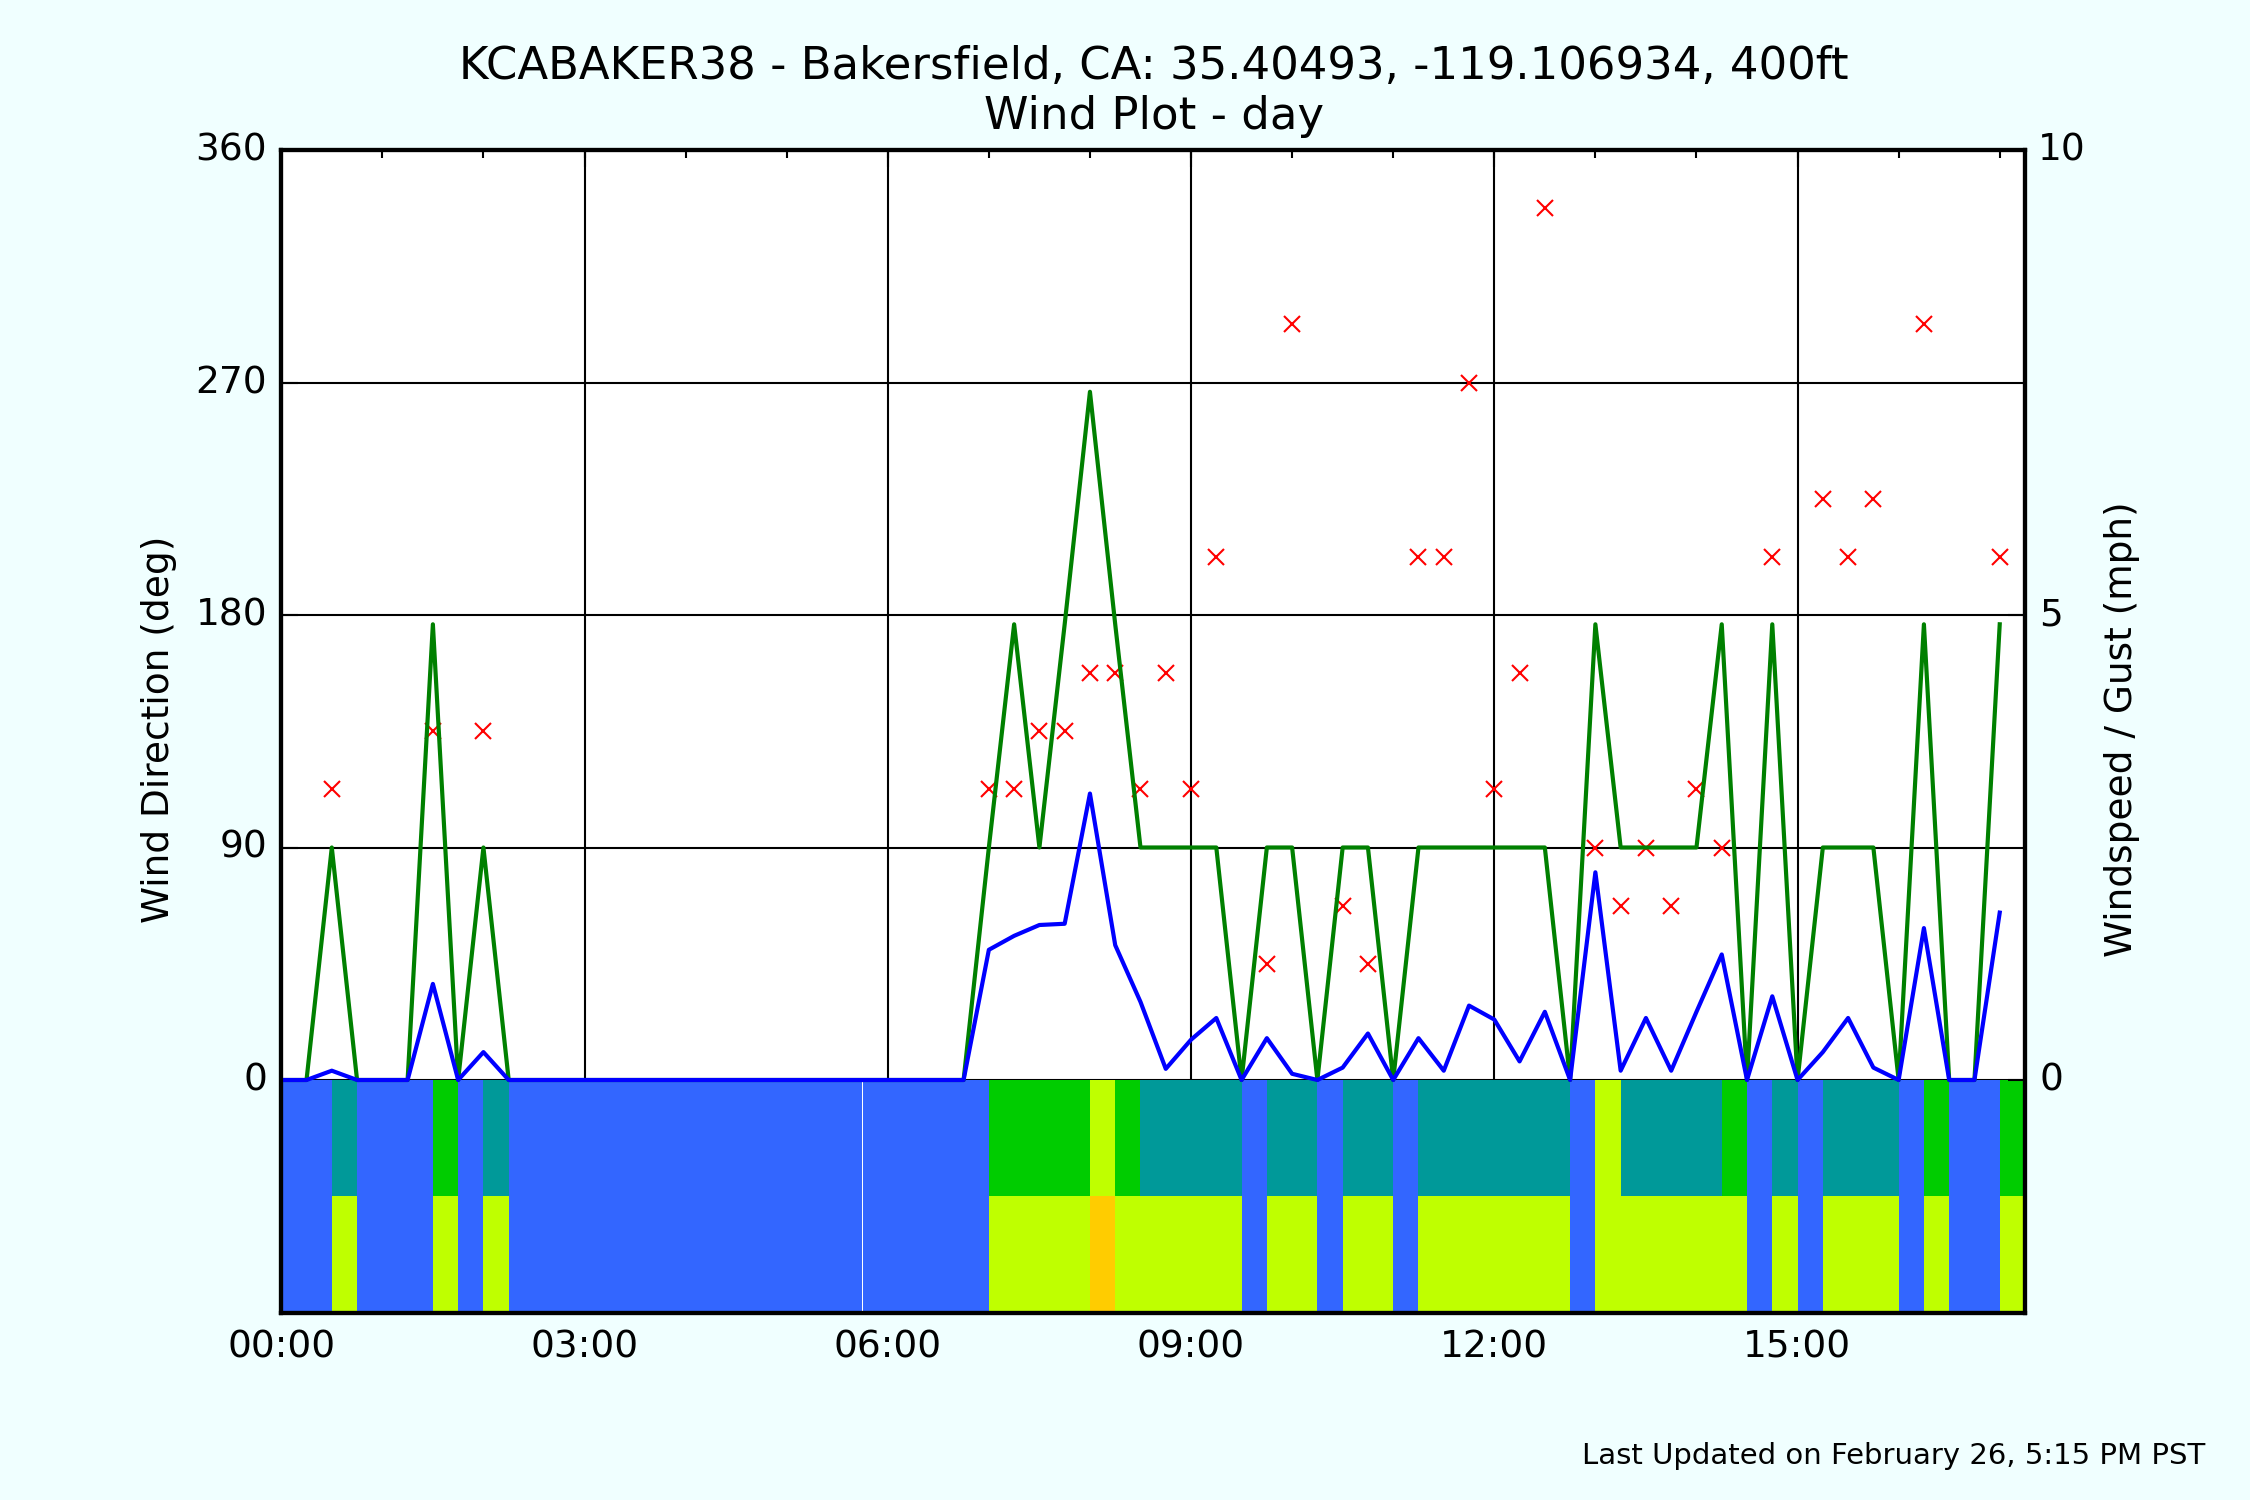 KCABAKER38 - Bakersfield, CA: 35.40493, -119.106934, 400ft
Wind Plot - day
360
270
180
90
0
Wind Direction (deg)
10
5
0
Windspeed / Gust (mph)
00:00
03:00
06:00
09:00
12:00
15:00
Last Updated on February 26, 5:15 PM PST